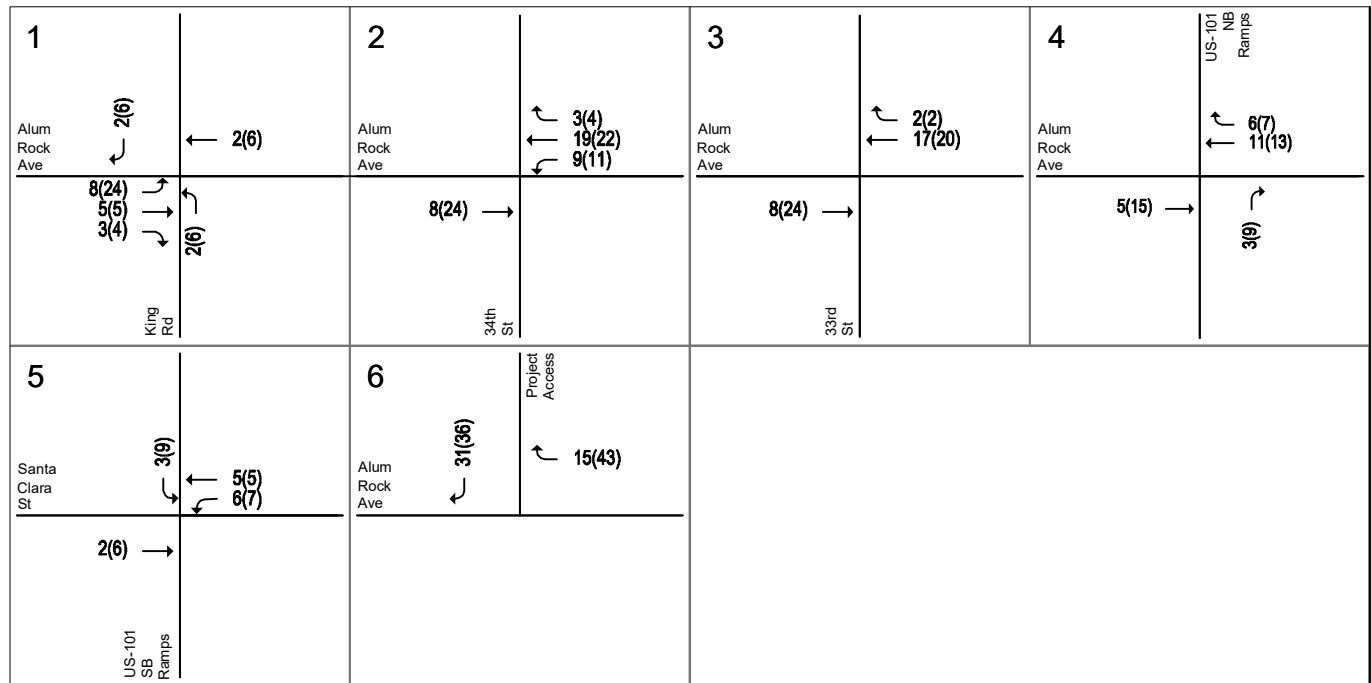 1
2(6)
Alum
Rock
Ave
2(6)
8(24)
5(5)
3(4)
2(6)
King
Rd
2
Alum
Rock
Ave
3(4)
19(22)
9(11)
8(24)
34th
St
3
Alum
Rock
Ave
2(2)
17(20)
8(24)
33rd
St
4
US-101
NB
Ramps
Alum
Rock
Ave
6(7)
11(13)
5(15)
3(9)
5
3(9)
Santa
Clara
St
5(5)
6(7)
2(6)
US-101
SB
Ramps
6
Project
Access
31(36)
Alum
Rock
Ave
15(43)